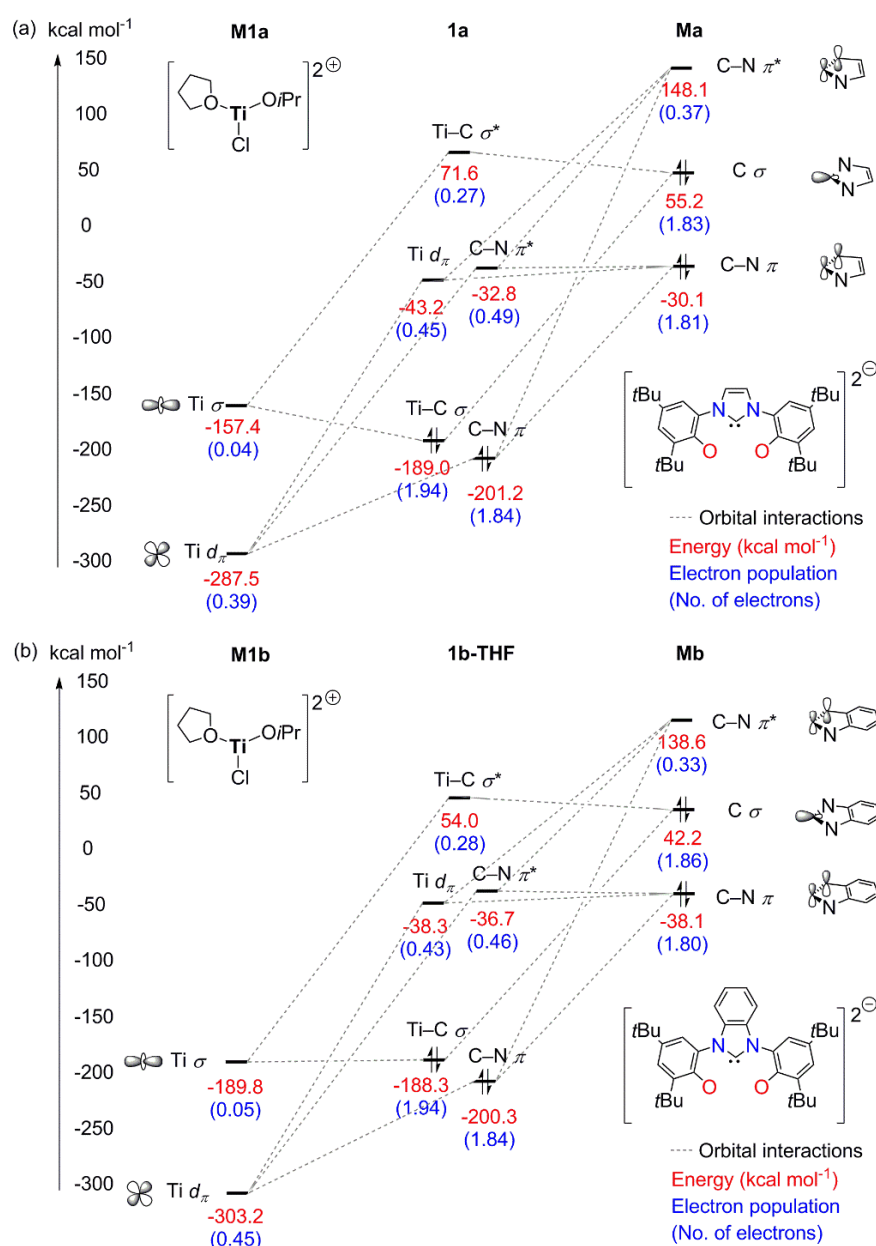 (a) kcal mol-1 M1a 1a Ma
150
100
50
0
-50
-100
-150
-200
-250
-300
O Ti OiPr Cl 2⊕
C–N π*
148.1
(0.37)
N
Ti–C σ*
71.6
(0.27)
C σ
55.2
(1.83)
N
N
Ti dπ
-43.2
(0.45)
C–N π*
-32.8
(0.49)
C–N π
-30.1
(1.81)
N
Ti σ
-157.4
(0.04)
Ti–C σ
-189.0
(1.94)
C–N π
-201.2
(1.84)
Ti dπ
-287.5
(0.39)
tBu N N tBu 2⊖
O O
tBu tBu
---- Orbital interactions
Energy (kcal mol-1)
Electron population
(No. of electrons)
(b) kcal mol-1 M1b 1b-THF Mb
150
100
50
0
-50
-100
-150
-200
-250
-300
O Ti OiPr Cl 2⊕
C–N π*
138.6
(0.33)
N
Ti–C σ*
54.0
(0.28)
C σ
42.2
(1.86)
N
N
Ti dπ
-38.3
(0.43)
C–N π*
-36.7
(0.46)
C–N π
-38.1
(1.80)
N
Ti σ
-189.8
(0.05)
Ti–C σ
-188.3
(1.94)
C–N π
-200.3
(1.84)
Ti dπ
-303.2
(0.45)
tBu N N tBu 2⊖
O O
tBu tBu
---- Orbital interactions
Energy (kcal mol-1)
Electron population
(No. of electrons)